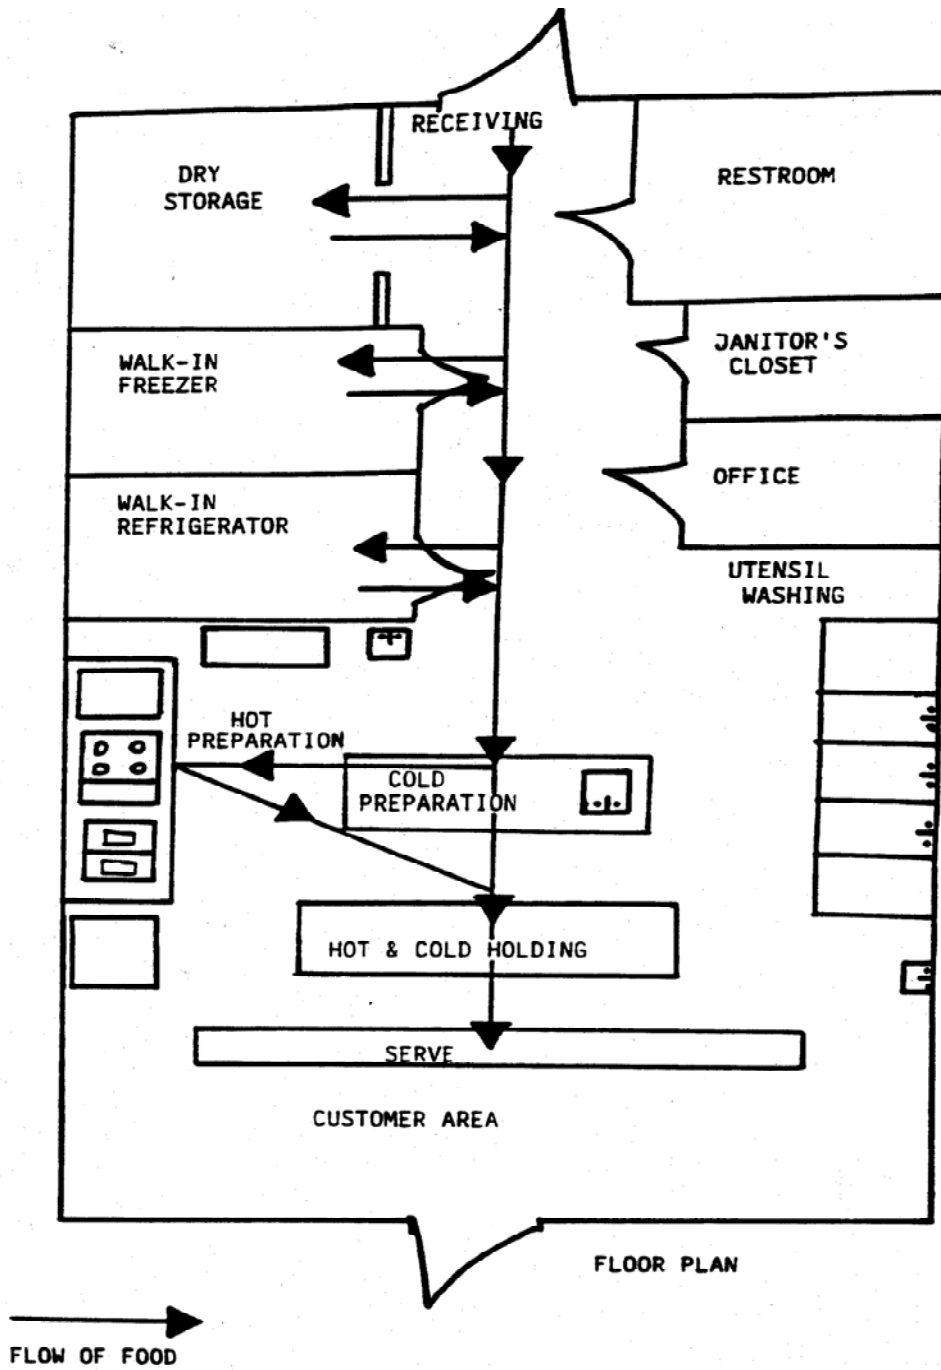 RECEIVING
DRY
STORAGE
RESTROOM
WALK-IN
FREEZER
JANITOR'S
CLOSET
WALK-IN
REFRIGERATOR
OFFICE
UTENSIL
WASHING
HOT
PREPARATION
COLD
PREPARATION
HOT & COLD HOLDING
SERVE
CUSTOMER AREA
FLOOR PLAN
FLOW OF FOOD